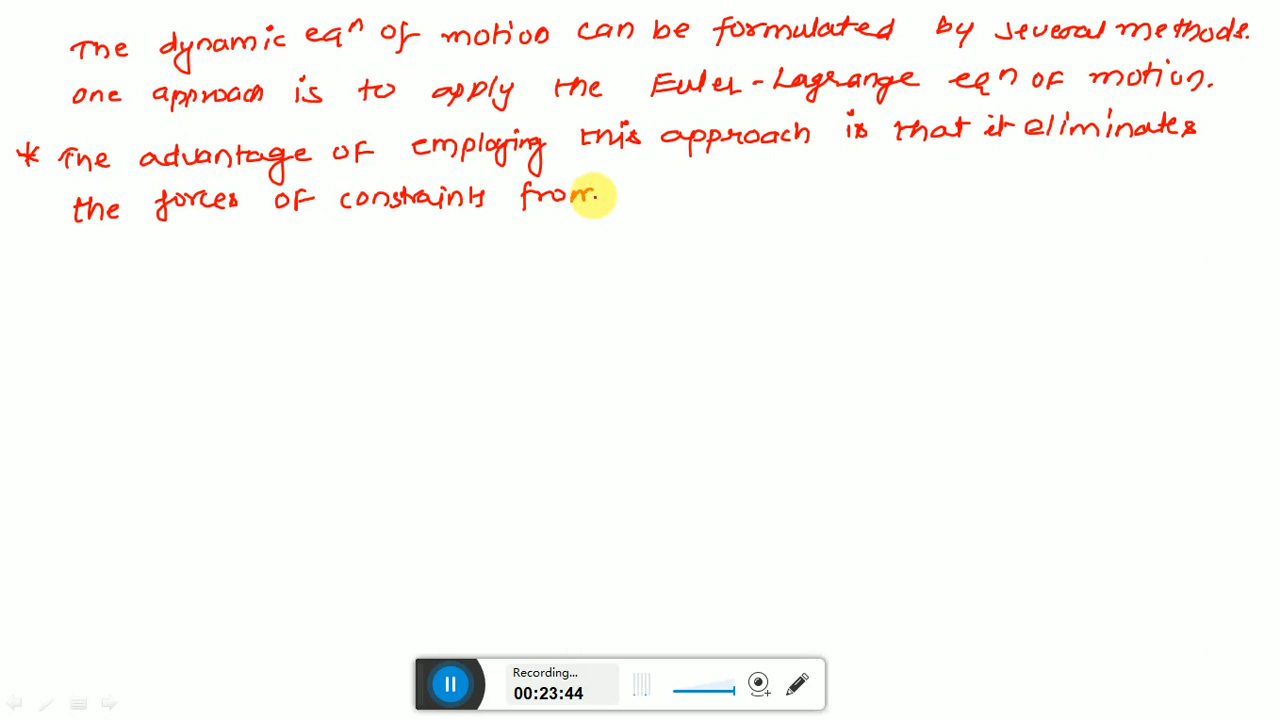 The dynamic eqn of motion can be formulated by several methods.
one approach is to apply the Euler-Lagrange eqn of motion.
* The advantage of employing this approach is that it eliminates
the forces of constraints from
Recording...
00:23:44